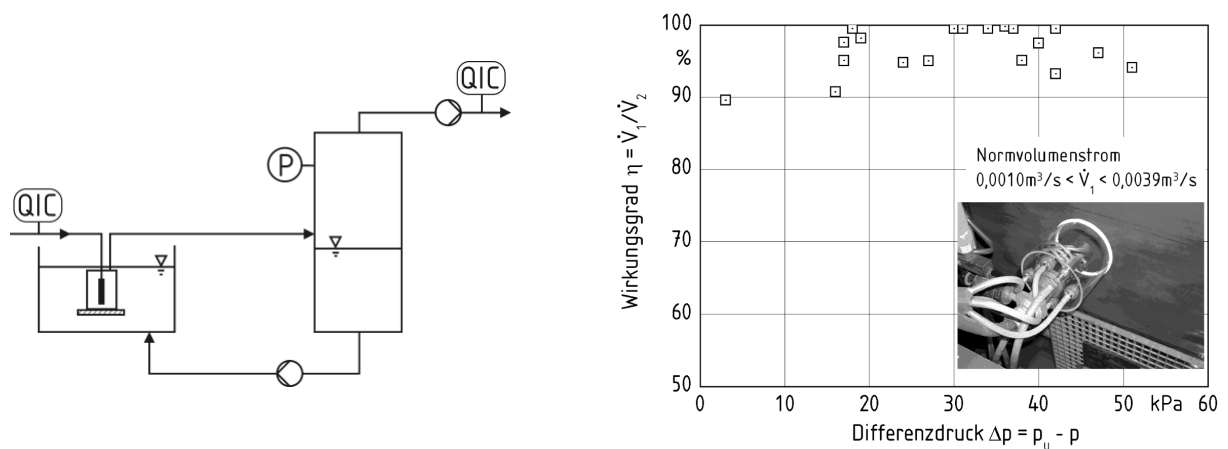 QIC
P
QIC
100
%
90
80
70
60
50
Wirkungsgrad η = V̇₁/V̇₂
Normvolumenstrom
0,0010m³/s < V̇₁ < 0,0039m³/s
0
10
20
30
40
50
kPa
60
Differenzdruck Δp = pᵤ - p